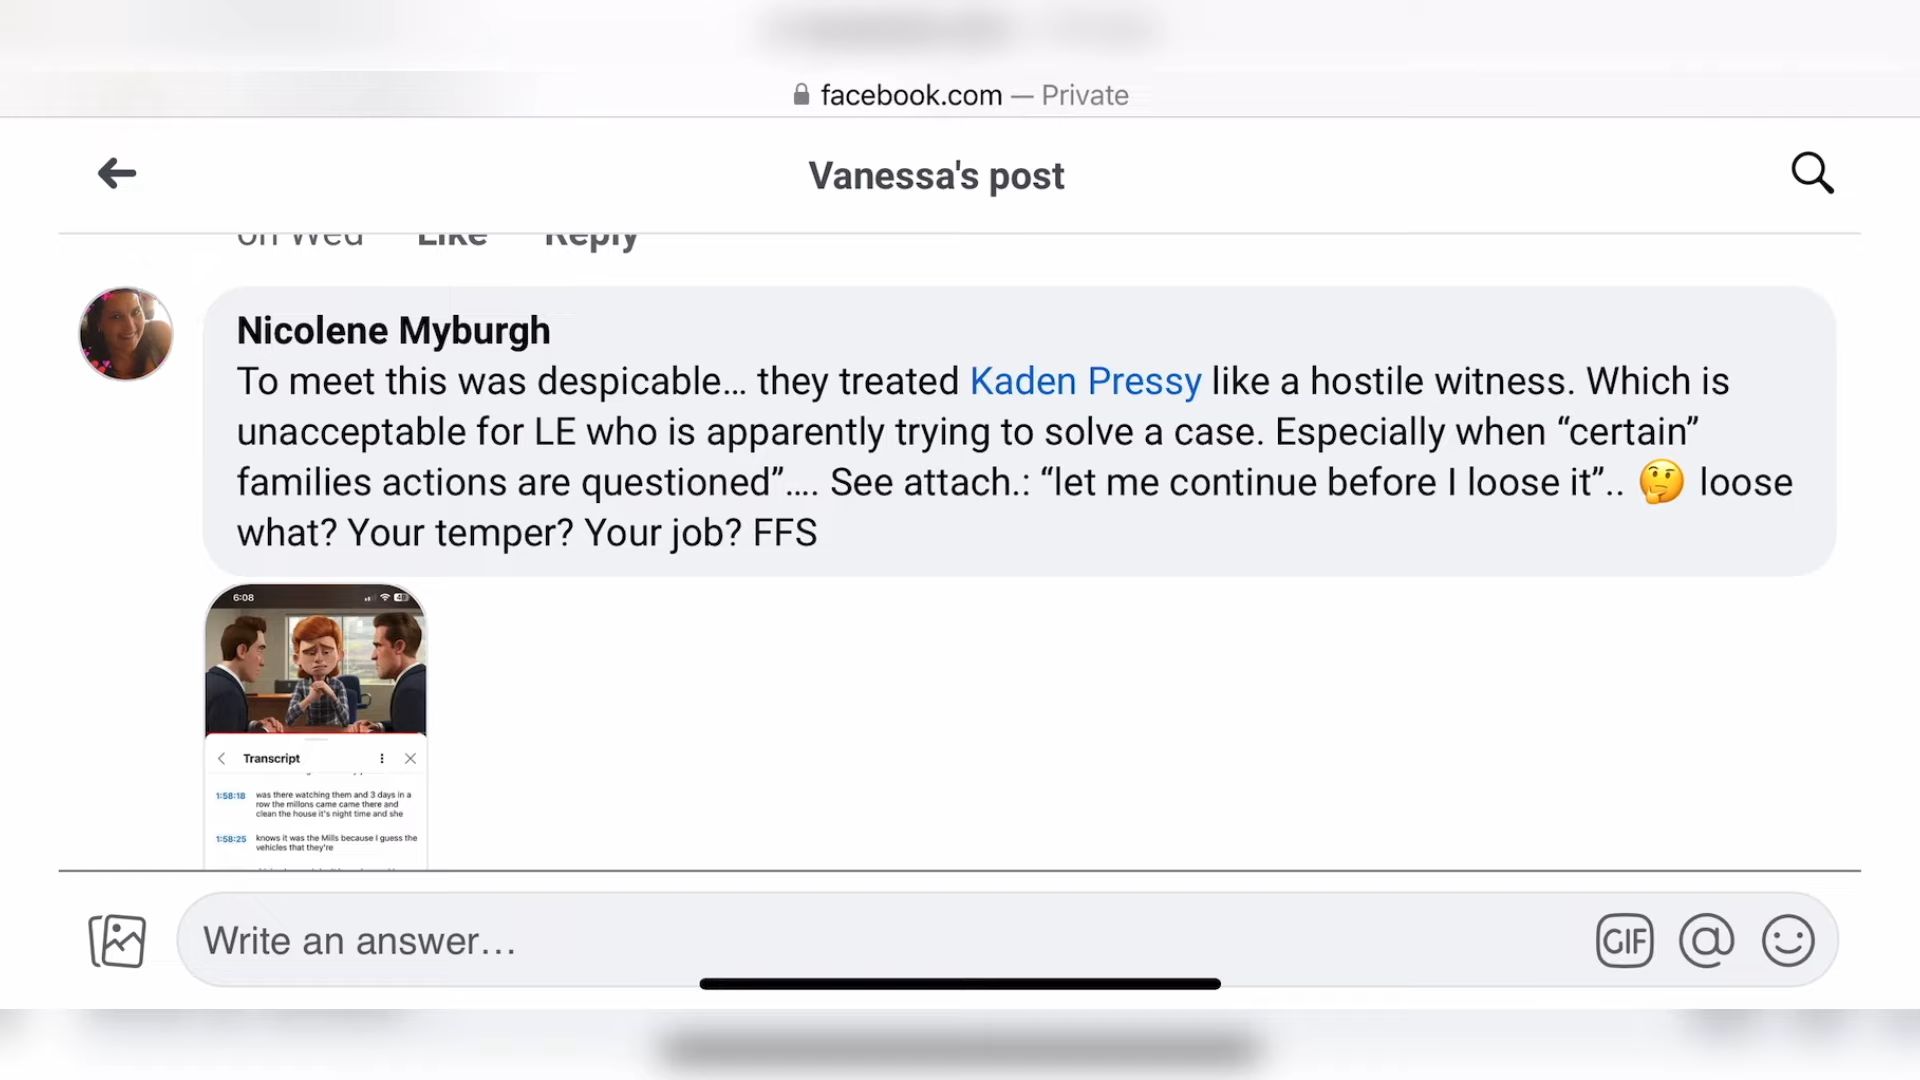 facebook.com — Private
Vanessa's post
on Wed Like Reply
Nicolene Myburgh
To meet this was despicable... they treated Kaden Pressy like a hostile witness. Which is
unacceptable for LE who is apparently trying to solve a case. Especially when “certain”
families actions are questioned”.... See attach.: “let me continue before I loose it”.. 🤔 loose
what? Your temper? Your job? FFS
6:08
Transcript
1:58:18 was there watching them and 3 days in a
row the millons came came there and
clean the house it's night time and she
1:58:25 knows it was the Mills because I guess the
vehicles that they're
Write an answer...
GIF